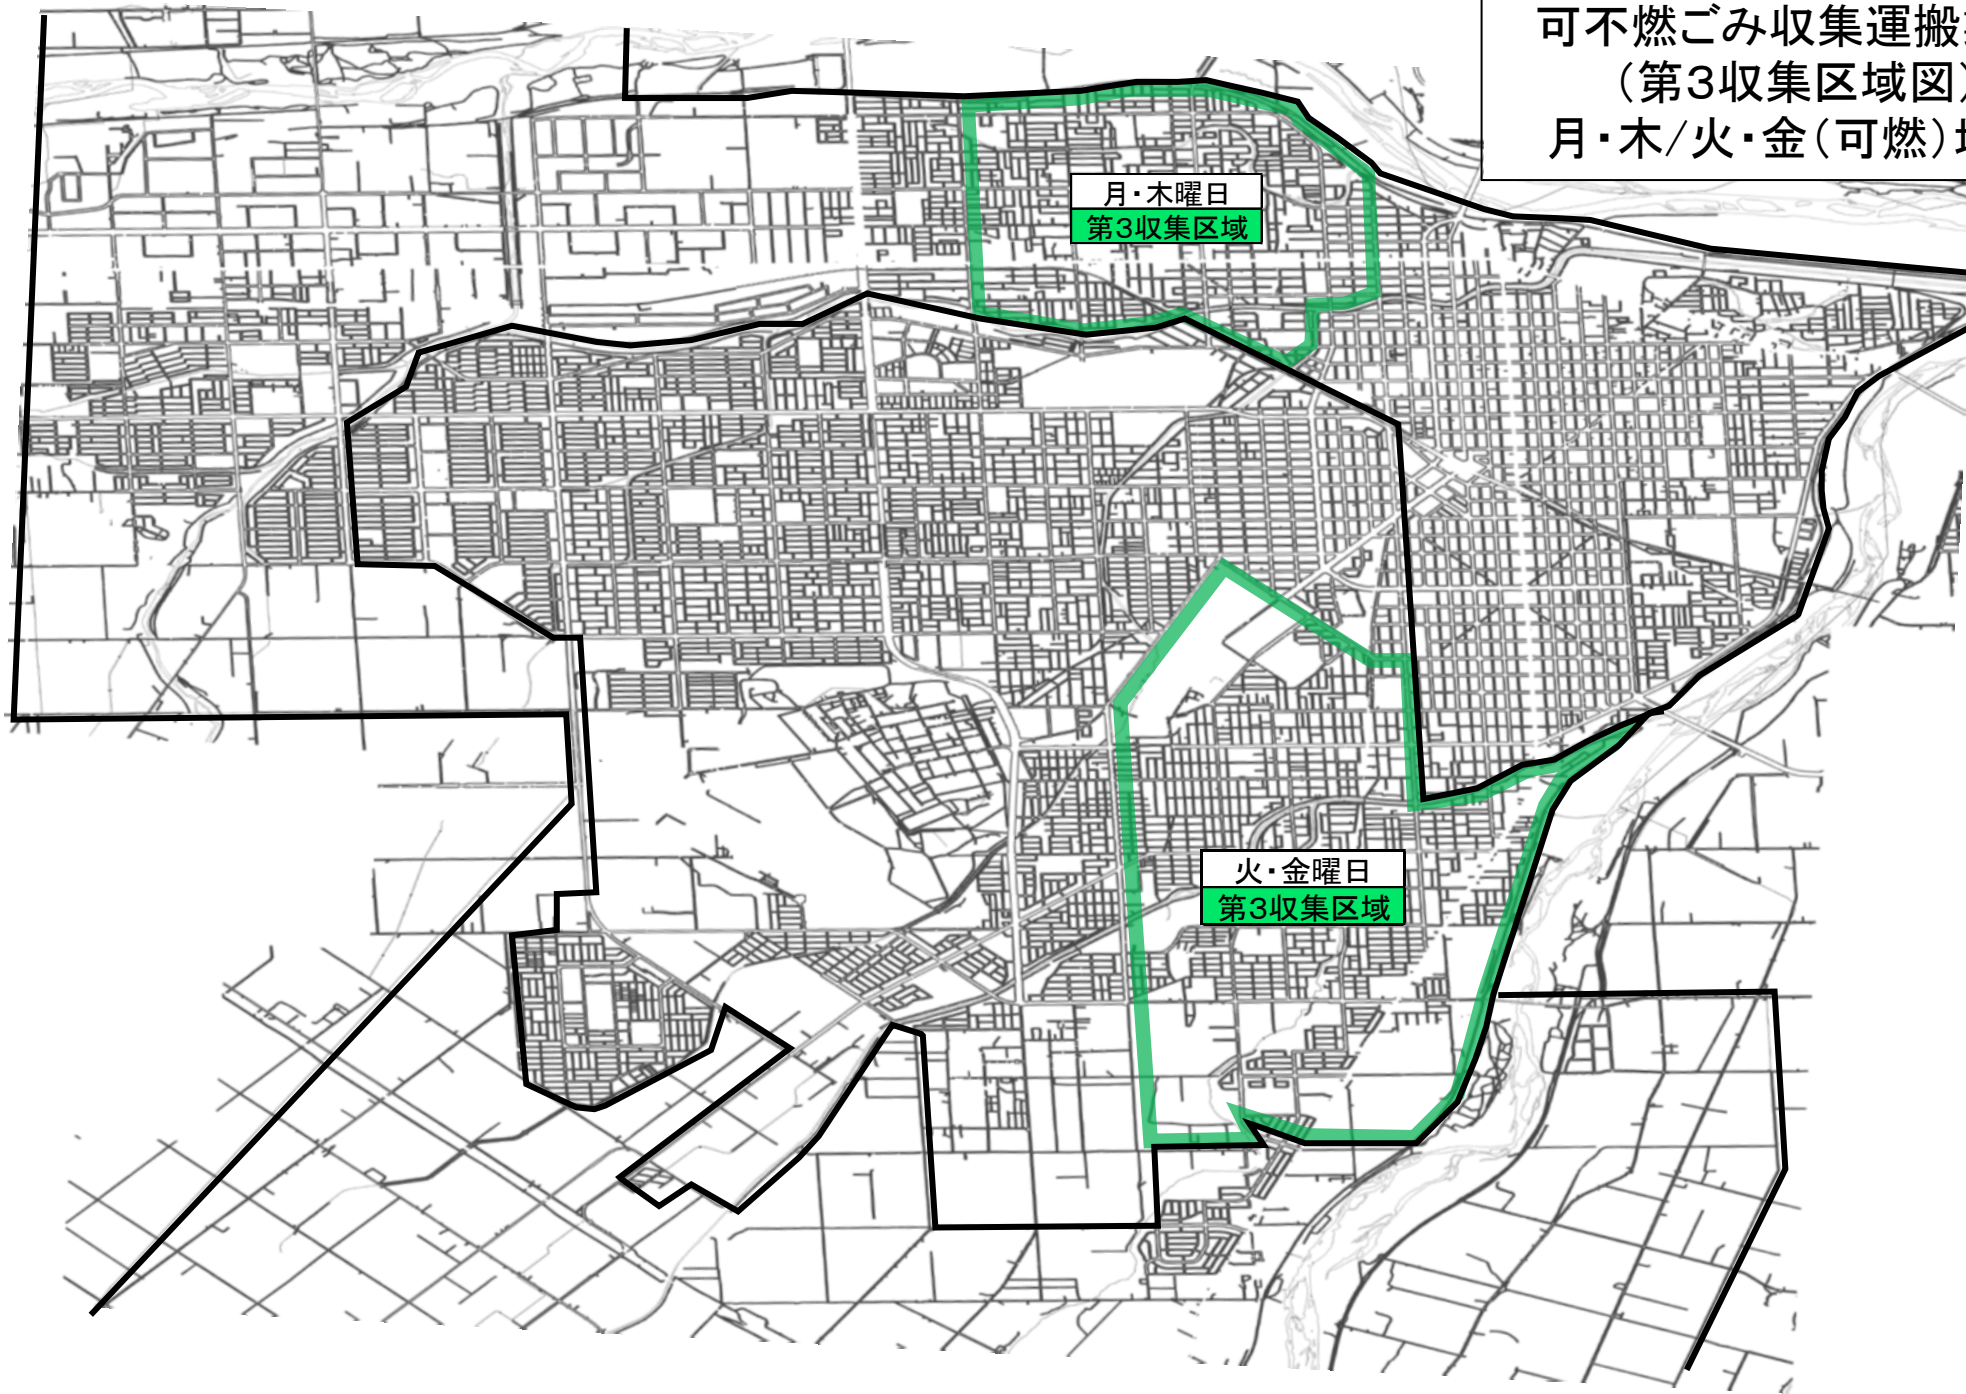 可不燃ごみ収集運搬
（第3収集区域図）
月・木/火・金（可燃）地
月・木曜日
第3収集区域
火・金曜日
第3収集区域